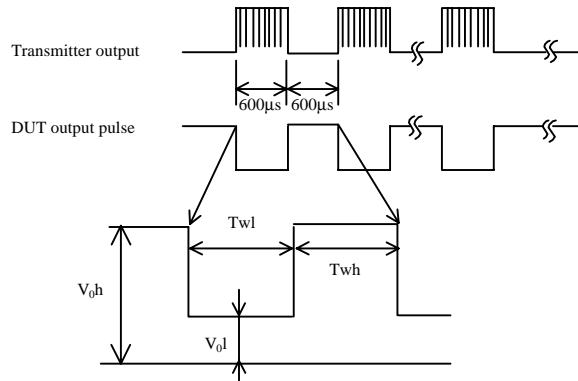 Transmitter output
600μs 600μs
DUT output pulse
Twl
Twh
V₀h
V₀l